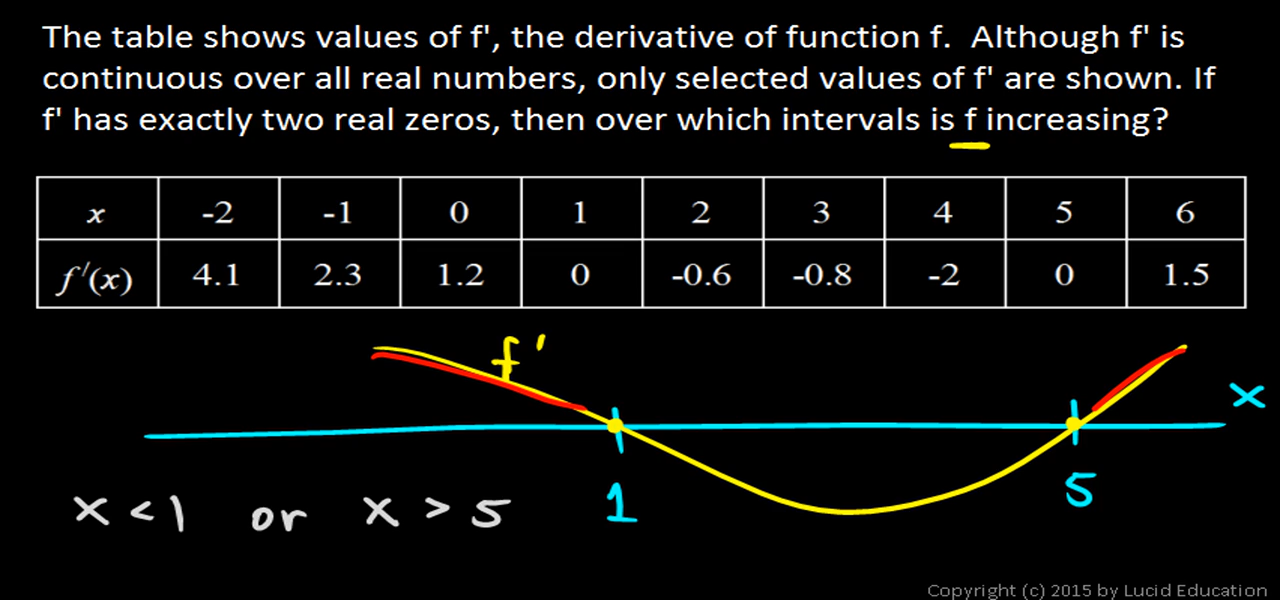 The table shows values of f', the derivative of function f. Although f' is
continuous over all real numbers, only selected values of f' are shown. If
f' has exactly two real zeros, then over which intervals is f increasing?
x -2 -1 0 1 2 3 4 5 6
f'(x) 4.1 2.3 1.2 0 -0.6 -0.8 -2 0 1.5
f'
x
1 5
x < 1 or x > 5
Copyright (c) 2015 by Lucid Education